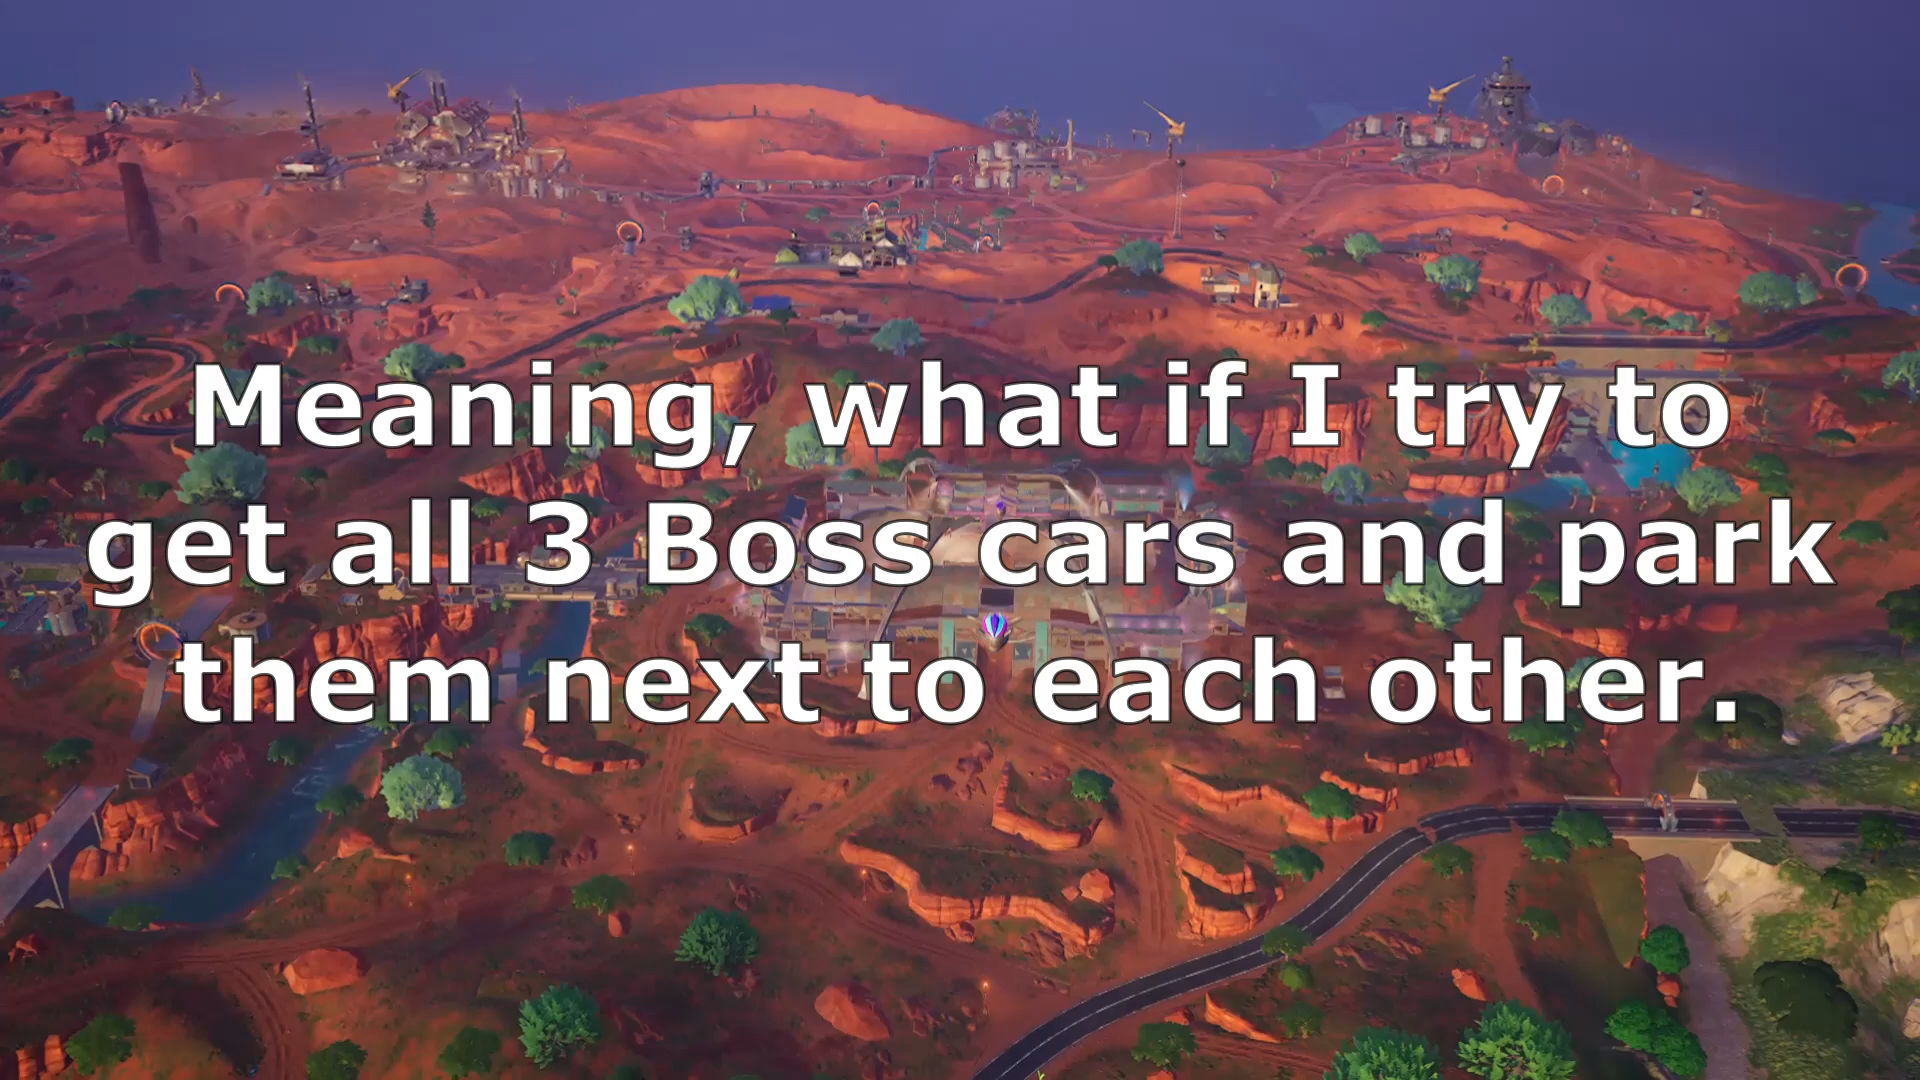 Meaning, what if I try to
get all 3 Boss cars and park
them next to each other.